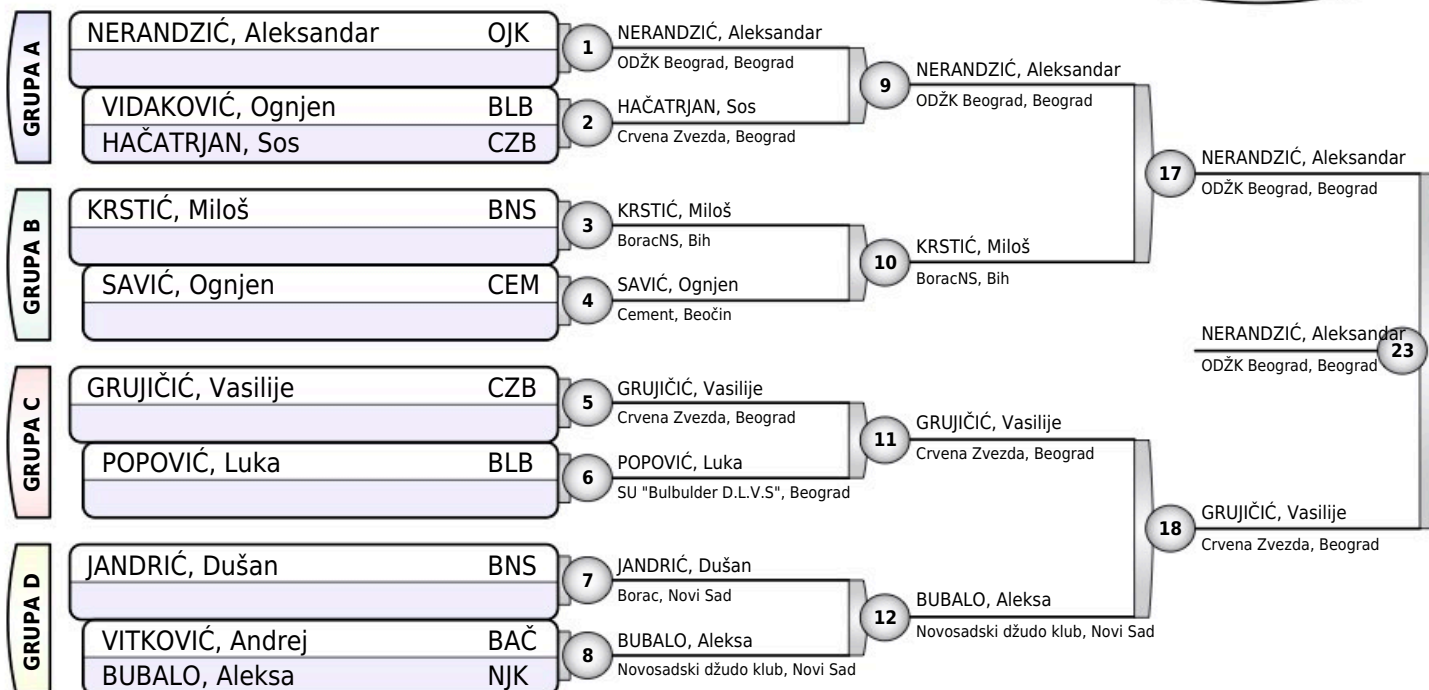 GRUPA A
NERANDZIĆ, Aleksandar OJK
VIDAKOVIĆ, Ognjen BLB
HAČATRJAN, Sos CZB
GRUPA B
KRSTIĆ, Miloš BNS
SAVIĆ, Ognjen CEM
GRUPA C
GRUJIČIĆ, Vasilije CZB
POPOVIĆ, Luka BLB
GRUPA D
JANDRIĆ, Dušan BNS
VITKOVIĆ, Andrej BAČ
BUBALO, Aleksa NJK
1
NERANDZIĆ, Aleksandar
ODŽK Beograd, Beograd
2
HAČATRJAN, Sos
Crvena Zvezda, Beograd
3
KRSTIĆ, Miloš
BoracNS, Bih
4
SAVIĆ, Ognjen
Cement, Beočin
5
GRUJIČIĆ, Vasilije
Crvena Zvezda, Beograd
6
POPOVIĆ, Luka
SU "Bulbulder D.L.V.S", Beograd
7
JANDRIĆ, Dušan
Borac, Novi Sad
8
BUBALO, Aleksa
Novosadski džudo klub, Novi Sad
9
NERANDZIĆ, Aleksandar
ODŽK Beograd, Beograd
10
KRSTIĆ, Miloš
BoracNS, Bih
11
GRUJIČIĆ, Vasilije
Crvena Zvezda, Beograd
12
BUBALO, Aleksa
Novosadski džudo klub, Novi Sad
17
NERANDZIĆ, Aleksandar
ODŽK Beograd, Beograd
18
GRUJIČIĆ, Vasilije
Crvena Zvezda, Beograd
NERANDZIĆ, Aleksandar
ODŽK Beograd, Beograd
23